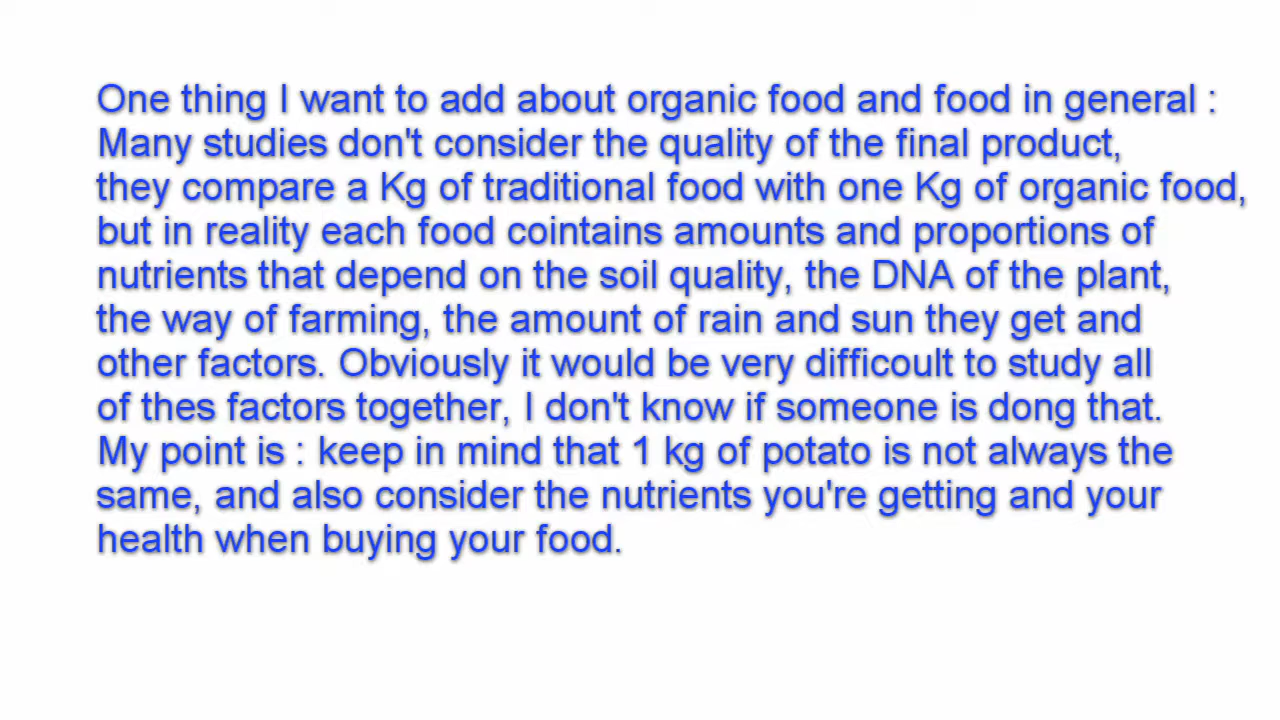 One thing I want to add about organic food and food in general :
Many studies don't consider the quality of the final product,
they compare a Kg of traditional food with one Kg of organic food,
but in reality each food cointains amounts and proportions of
nutrients that depend on the soil quality, the DNA of the plant,
the way of farming, the amount of rain and sun they get and
other factors. Obviously it would be very difficoult to study all
of thes factors together, I don't know if someone is dong that.
My point is : keep in mind that 1 kg of potato is not always the
same, and also consider the nutrients you're getting and your
health when buying your food.